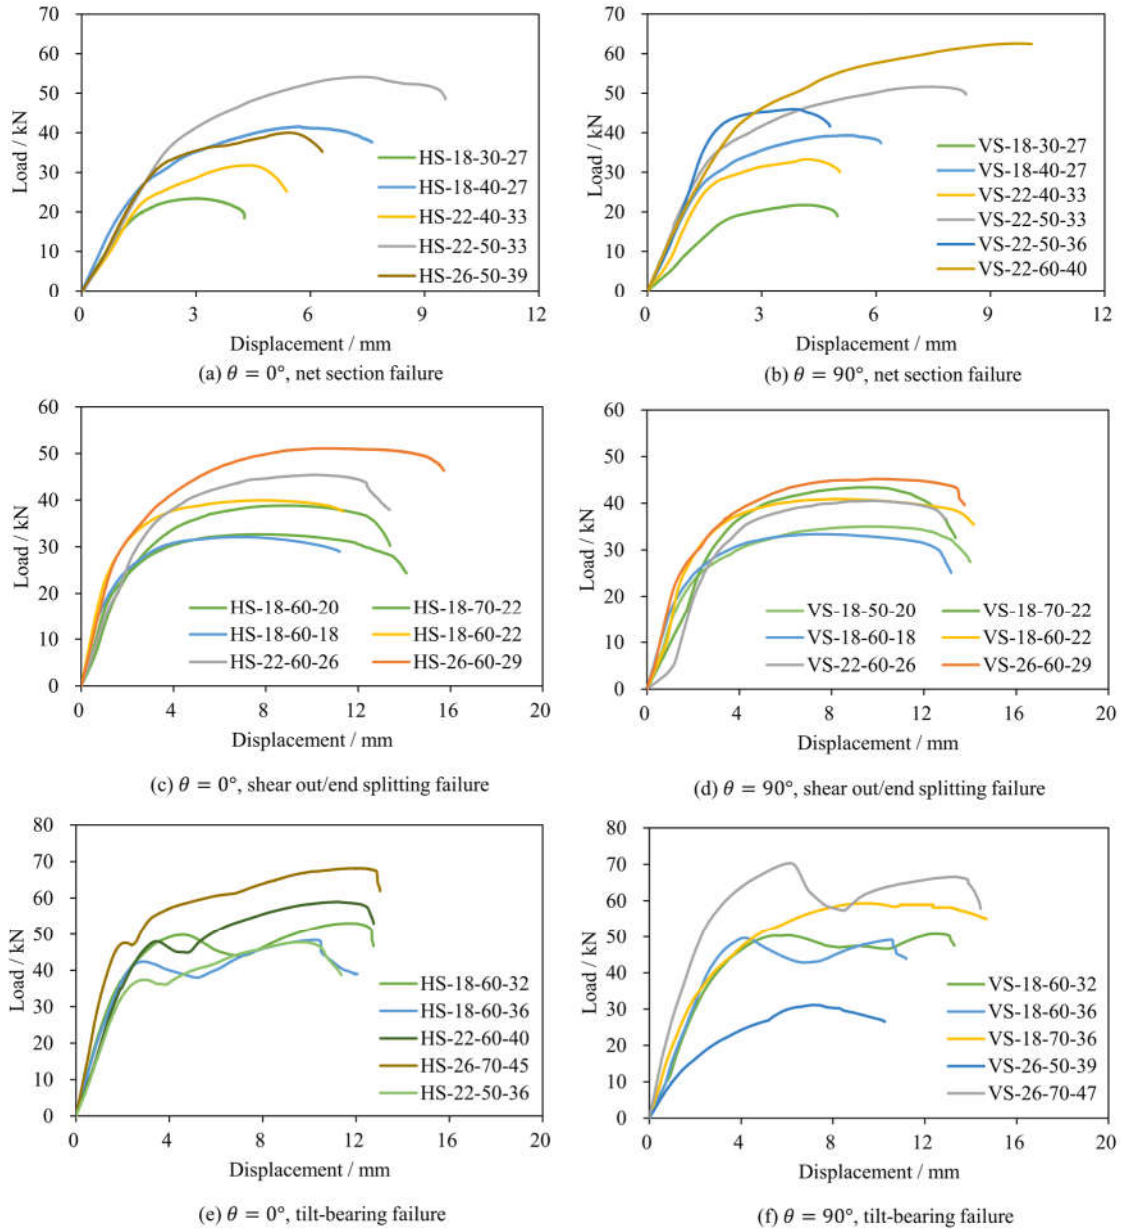 70
60
50
40
30
20
10
0
Load / kN
HS-18-30-27
HS-18-40-27
HS-22-40-33
HS-22-50-33
HS-26-50-39
0 3 6 9 12
Displacement / mm
(a) θ = 0°, net section failure
70
60
50
40
30
20
10
0
Load / kN
VS-18-30-27
VS-18-40-27
VS-22-40-33
VS-22-50-33
VS-22-50-36
VS-22-60-40
0 3 6 9 12
Displacement / mm
(b) θ = 90°, net section failure
60
50
40
30
20
10
0
Load / kN
HS-18-60-20 HS-18-70-22
HS-18-60-18 HS-18-60-22
HS-22-60-26 HS-26-60-29
0 4 8 12 16 20
Displacement / mm
(c) θ = 0°, shear out/end splitting failure
60
50
40
30
20
10
0
Load / kN
VS-18-50-20 VS-18-70-22
VS-18-60-18 VS-18-60-22
VS-22-60-26 VS-26-60-29
0 4 8 12 16 20
Displacement / mm
(d) θ = 90°, shear out/end splitting failure
80
70
60
50
40
30
20
10
0
Load / kN
HS-18-60-32
HS-18-60-36
HS-22-60-40
HS-26-70-45
HS-22-50-36
0 4 8 12 16 20
Displacement / mm
(e) θ = 0°, tilt-bearing failure
80
70
60
50
40
30
20
10
0
Load / kN
VS-18-60-32
VS-18-60-36
VS-18-70-36
VS-26-50-39
VS-26-70-47
0 4 8 12 16 20
Displacement / mm
(f) θ = 90°, tilt-bearing failure